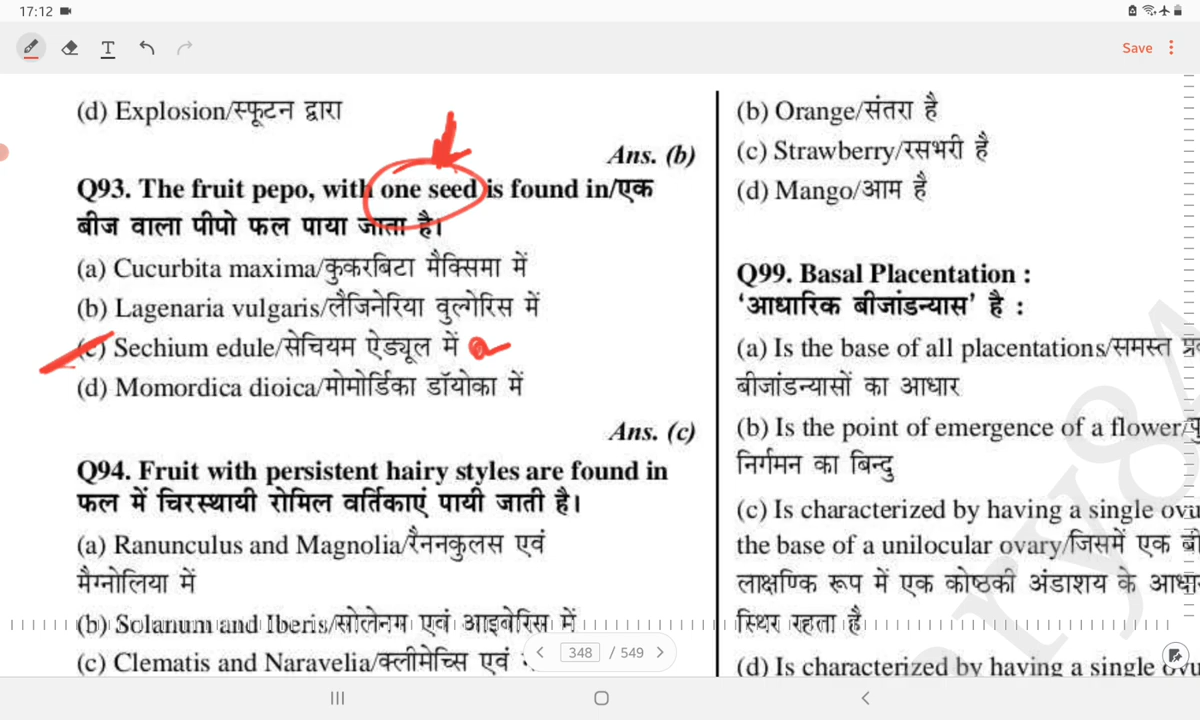 17:12
T
Save
(d) Explosion/स्फूटन द्वारा
Ans. (b)
Q93. The fruit pepo, with one seed is found in/एक
बीज वाला पीपो फल पाया जाता है।
(a) Cucurbita maxima/कुकरबिटा मैक्सिमा में
(b) Lagenaria vulgaris/लैजिनेरिया वुल्गेरिस में
(c) Sechium edule/सेचियम ऐड्यूल में
(d) Momordica dioica/मोमोर्डिका डॉयोका में
Ans. (c)
Q94. Fruit with persistent hairy styles are found in
फल में चिरस्थायी रोमिल वर्तिकाएं पायी जाती है।
(a) Ranunculus and Magnolia/रैननकुलस एवं
मैग्नोलिया में
(b) Solanum and Iberis/सोलेनम एवं आइबेरिस में
(c) Clematis and Naravelia/क्लीमेच्सि एवं
(b) Orange/संतरा है
(c) Strawberry/रसभरी है
(d) Mango/आम है
Q99. Basal Placentation :
‘आधारिक बीजांडन्यास’ है :
(a) Is the base of all placentations/समस्त
बीजांडन्यासों का आधार
(b) Is the point of emergence of a flower/
निर्गमन का बिन्दु
(c) Is characterized by having a single
the base of a unilocular ovary/जिसमें एक
लाक्षणिक रूप में एक कोष्ठकी अंडाशय के
स्थिर रहता है
(d) Is characterized by having a single
348 / 549
ry84